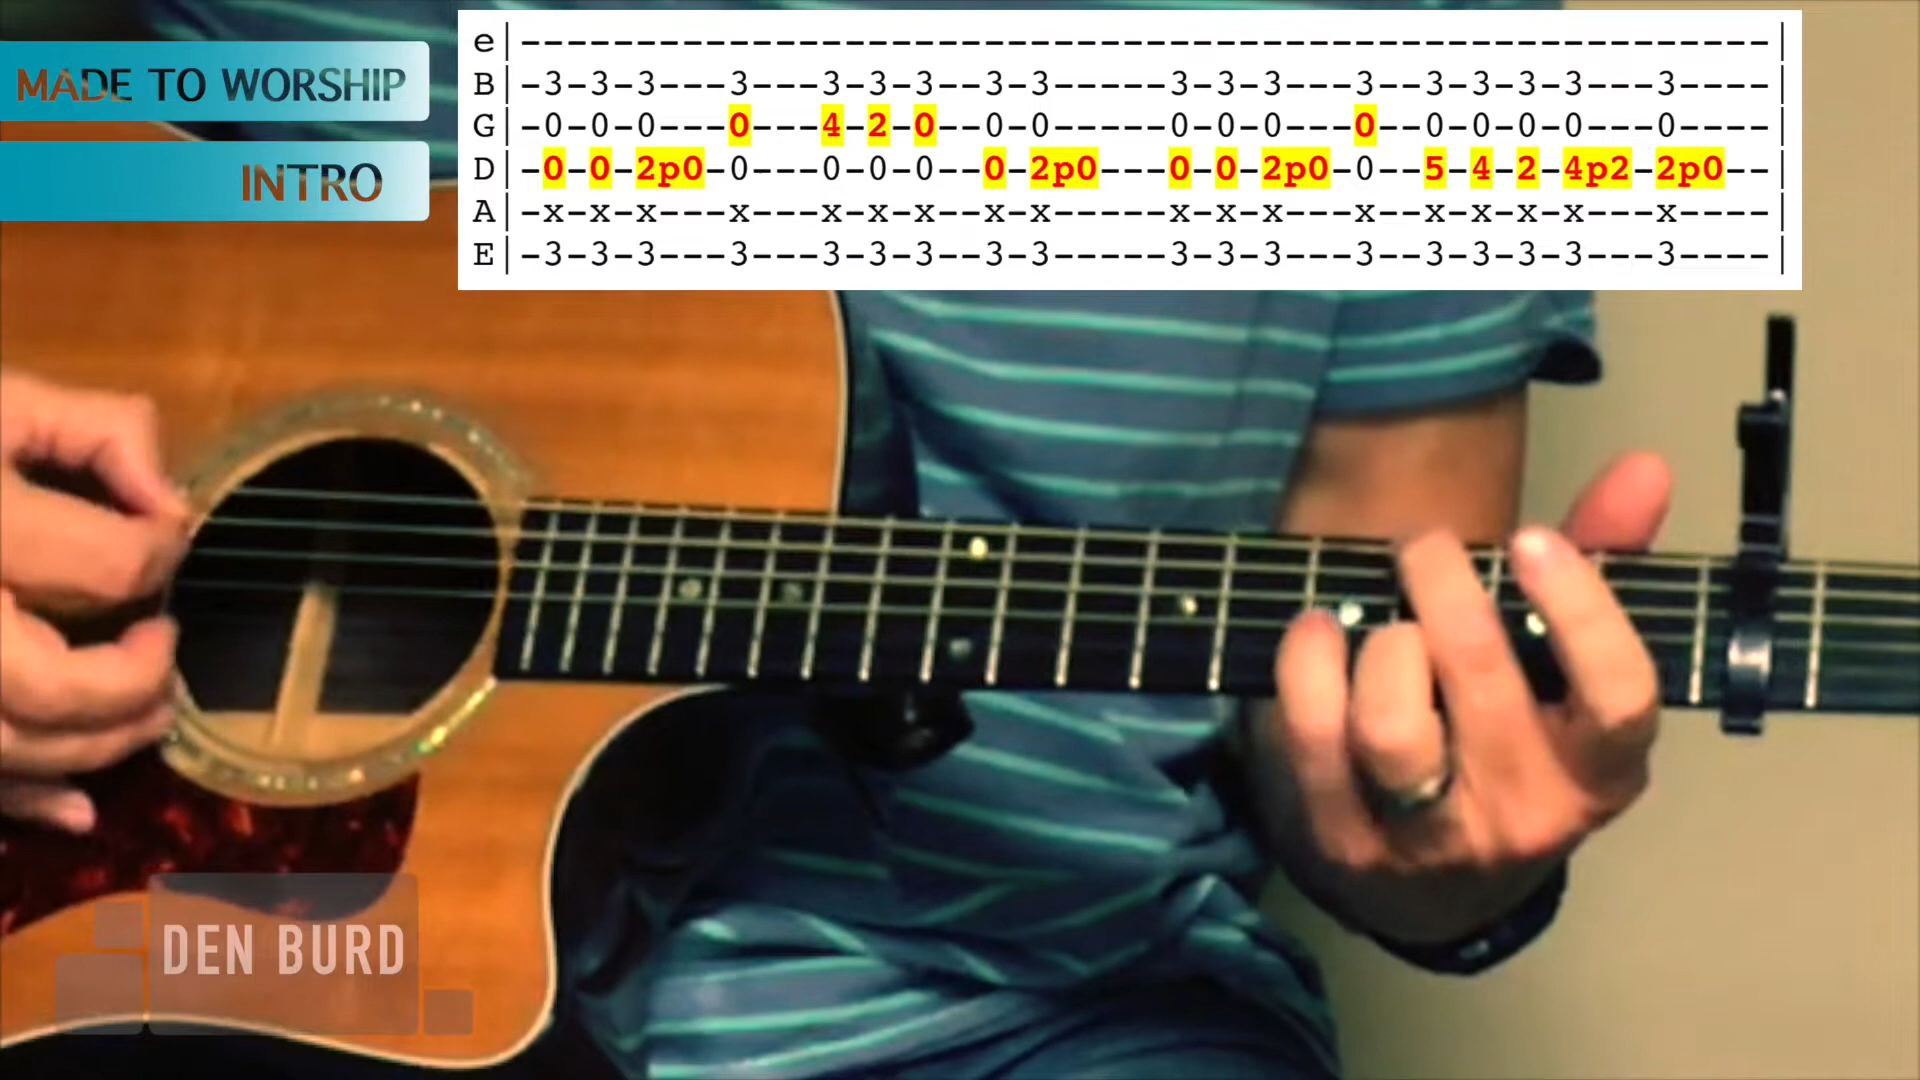 MADE TO WORSHIP
INTRO
e|------------------------------------------------------|
B|-3-3-3---3---3-3-3--3-3-----3-3-3---3--3-3-3-3---3----|
G|-0-0-0---0---4-2-0--0-0-----0-0-0---0--0-0-0-0---0----|
D|-0-0-2p0-0---0-0-0--0-2p0---0-0-2p0-0--5-4-2-4p2-2p0--|
A|-x-x-x---x---x-x-x--x-x-----x-x-x---x--x-x-x-x---x----|
E|-3-3-3---3---3-3-3--3-3-----3-3-3---3--3-3-3-3---3----|
DEN BURD